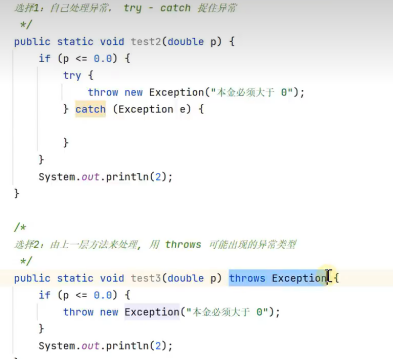 选择1：自己处理异常. try - catch 捉住异常
*/
public static void test2(double p) {
if (p <= 0.0) {
try {
throw new Exception("本金必须大于 0");
} catch (Exception e) {
}
}
System.out.println(2);
}
/*
选择2：由上一层方法来处理, 用 throws 可能出现的异常类型
*/
public static void test3(double p) throws Exception {
if (p <= 0.0) {
throw new Exception("本金必须大于 0");
}
System.out.println(2);